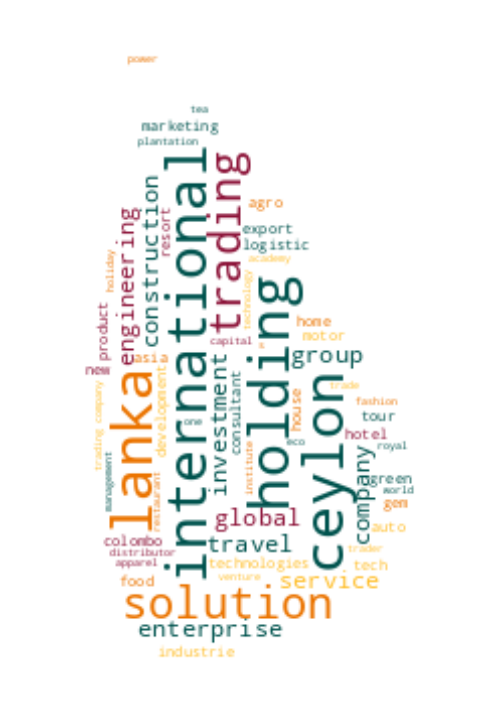 power
tea
marketing
plantation
international
trading
construction
engineering
resort
agro
export
logistic
academy
holiday
technology
holding
product
capital
home
motor
asia
new
group
lanka
investment
development
consultant
ceylon
trade
trading company
house
fashion
one
tour
hotel
eco
royal
management
restaurant
institute
company
green
world
gem
global
auto
colombo
travel
distributor
trader
apparel
technologies
tech
food
venture
service
solution
enterprise
industrie